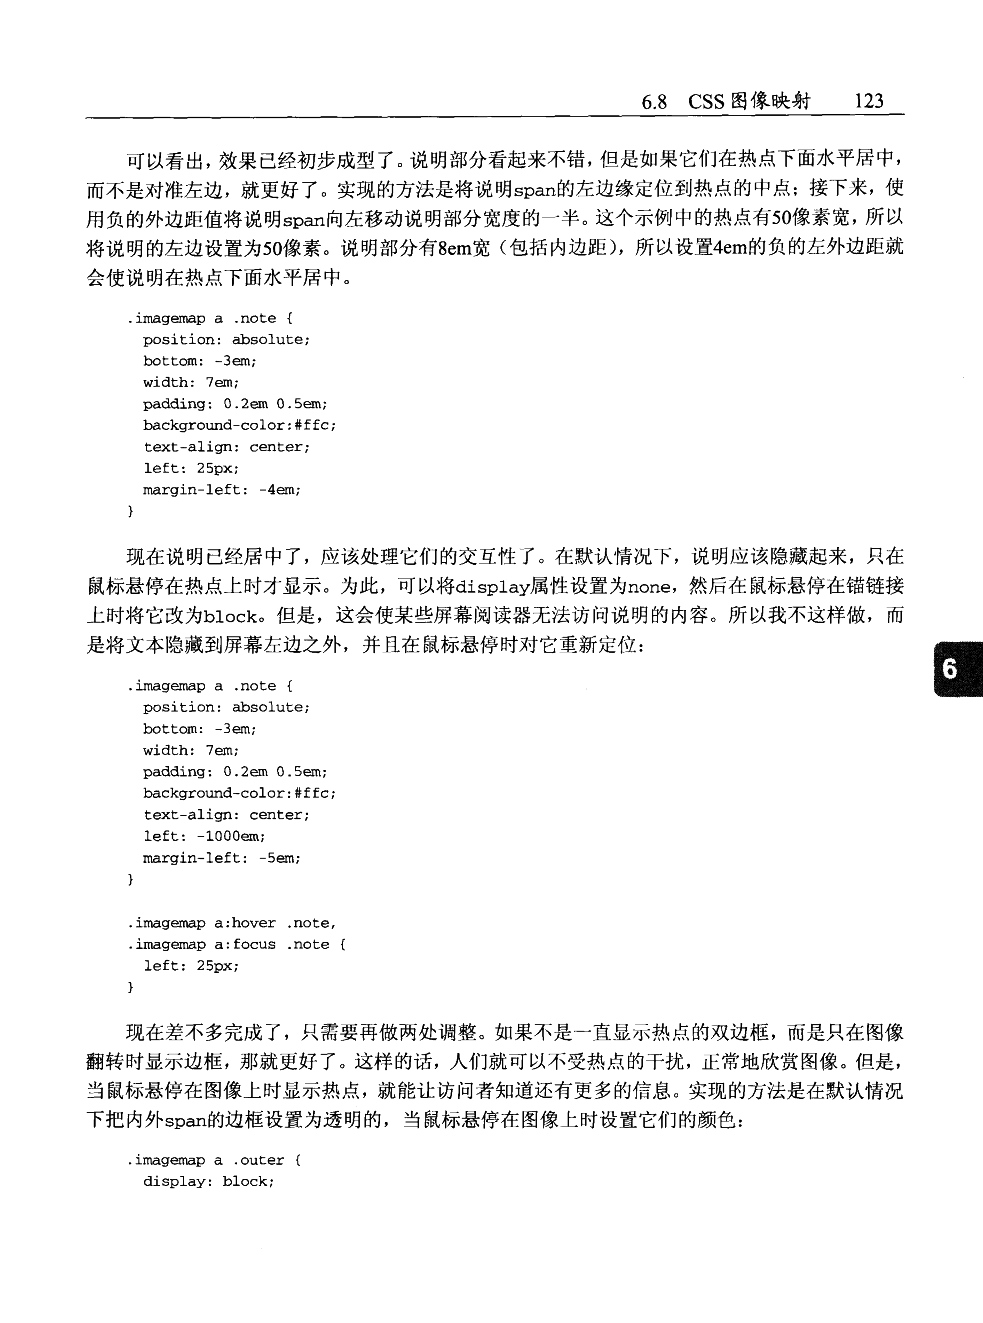 6.8 CSS 图像映射 123
可以看出，效果已经初步成型了。说明部分看起来不错，但是如果它们在热点下面水平居中，
而不是对准左边，就更好了。实现的方法是将说明span的左边缘定位到热点的中点；接下来，使
用负的外边距值将说明span向左移动说明部分宽度的一半。这个示例中的热点有50像素宽，所以
将说明的左边设置为50像素。说明部分有8em宽（包括内边距），所以设置4em的负的左外边距就
会使说明在热点下面水平居中。
.imagemap a .note {
position: absolute;
bottom: -3em;
width: 7em;
padding: 0.2em 0.5em;
background-color:#ffc;
text-align: center;
left: 25px;
margin-left: -4em;
}
现在说明已经居中了，应该处理它们的交互性了。在默认情况下，说明应该隐藏起来，只在
鼠标悬停在热点上时才显示。为此，可以将display属性设置为none，然后在鼠标悬停在锚链接
上时将它改为block。但是，这会使某些屏幕阅读器无法访问说明的内容。所以我不这样做，而
是将文本隐藏到屏幕左边之外，并且在鼠标悬停时对它重新定位：
6
.imagemap a .note {
position: absolute;
bottom: -3em;
width: 7em;
padding: 0.2em 0.5em;
background-color:#ffc;
text-align: center;
left: -1000em;
margin-left: -5em;
}
.imagemap a:hover .note,
.imagemap a:focus .note {
left: 25px;
}
现在差不多完成了，只需要再做两处调整。如果不是一直显示热点的双边框，而是只在图像
翻转时显示边框，那就更好了。这样的话，人们就可以不受热点的干扰，正常地欣赏图像。但是，
当鼠标悬停在图像上时显示热点，就能让访问者知道还有更多的信息。实现的方法是在默认情况
下把内外span的边框设置为透明的，当鼠标悬停在图像上时设置它们的颜色：
.imagemap a .outer {
display: block;